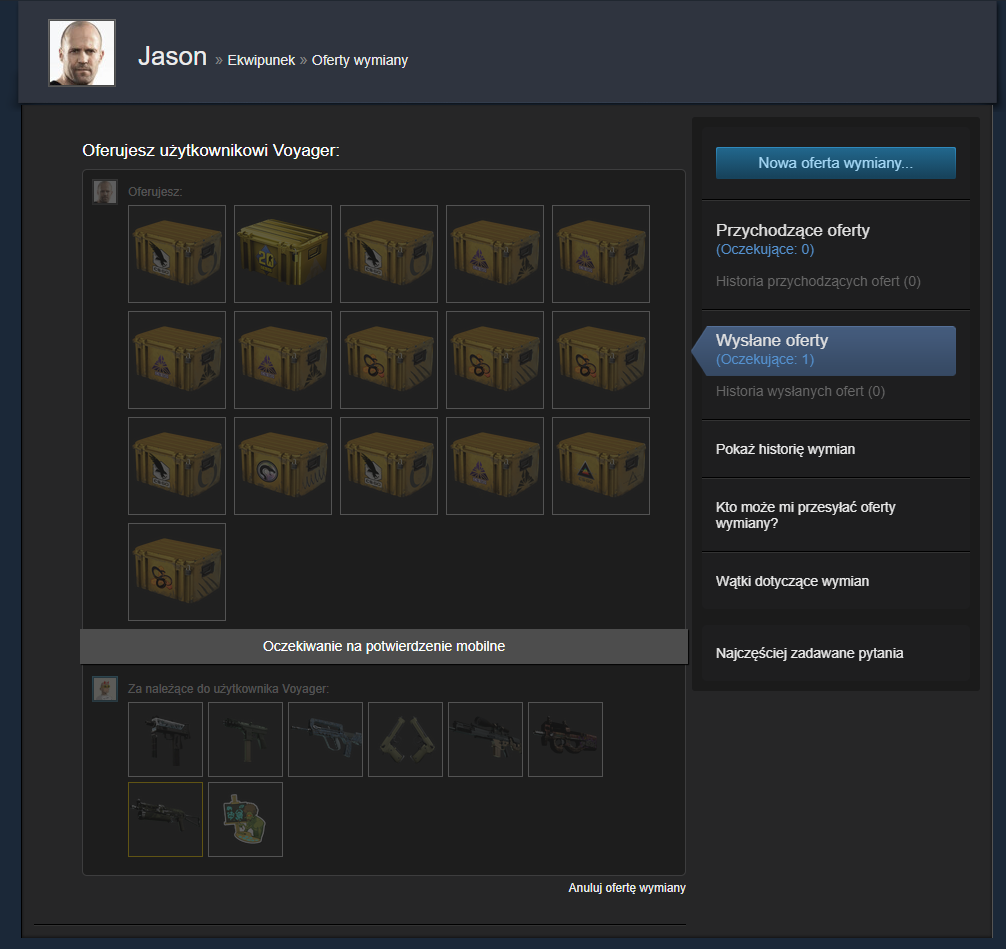 Jason » Ekwipunek » Oferty wymiany
Oferujesz użytkownikowi Voyager:
Oferujesz:
20
Oczekiwanie na potwierdzenie mobilne
Za należące do użytkownika Voyager:
Anuluj ofertę wymiany
Nowa oferta wymiany...
Przychodzące oferty
(Oczekujące: 0)
Historia przychodzących ofert (0)
Wysłane oferty
(Oczekujące: 1)
Historia wysłanych ofert (0)
Pokaż historię wymian
Kto może mi przesyłać oferty
wymiany?
Wątki dotyczące wymian
Najczęściej zadawane pytania